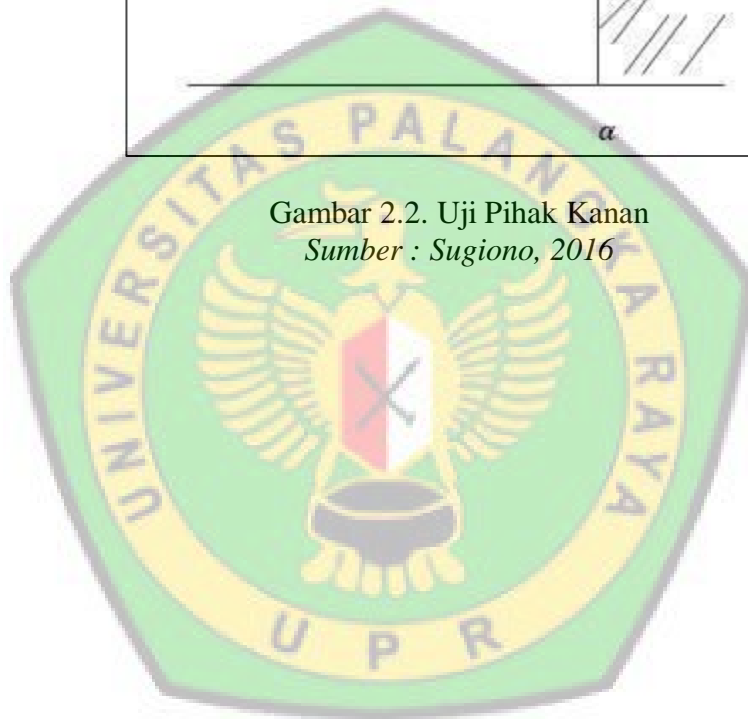 α
Gambar 2.2. Uji Pihak Kanan
Sumber : Sugiono, 2016
UNIVERSITAS PALANGKA RAYA
UPR